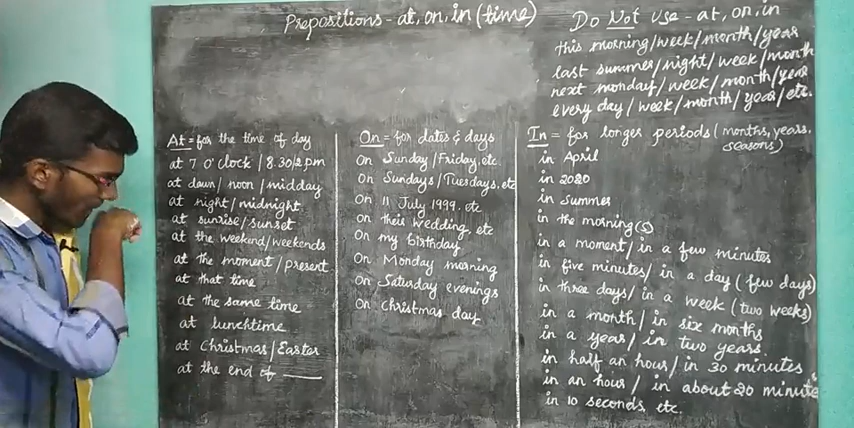 Prepositions - at, on, in (time)
Do Not use - at, on, in
this morning/week/month/year
last summer/night/week/month
next monday/week/month/year
every day/week/month/year/etc.
At = for the time of day
at 7 O'clock / 8.30/2 pm
at dawn/noon/midday
at night/midnight
at sunrise/sunset
at the weekend/weekends
at the moment/present
at that time
at the same time
at lunchtime
at Christmas/Easter
at the end of ____
On = for dates & days
On Sunday/Friday, etc.
On Sundays/Tuesdays, etc
On 11 July 1999. etc
on their wedding, etc
On my birthday
On Monday morning
On Saturday evenings
On Christmas day
In = for longer periods (months, years,
seasons)
in April
in 2020
in Summer
in the morning(s)
in a moment/in a few minutes
in five minutes/in a day (few days)
in three days/in a week (two weeks)
in a month/in six months
in a year/in two years
in half an hour/in 30 minutes
in an hour/in about 20 minutes
in 10 seconds, etc.